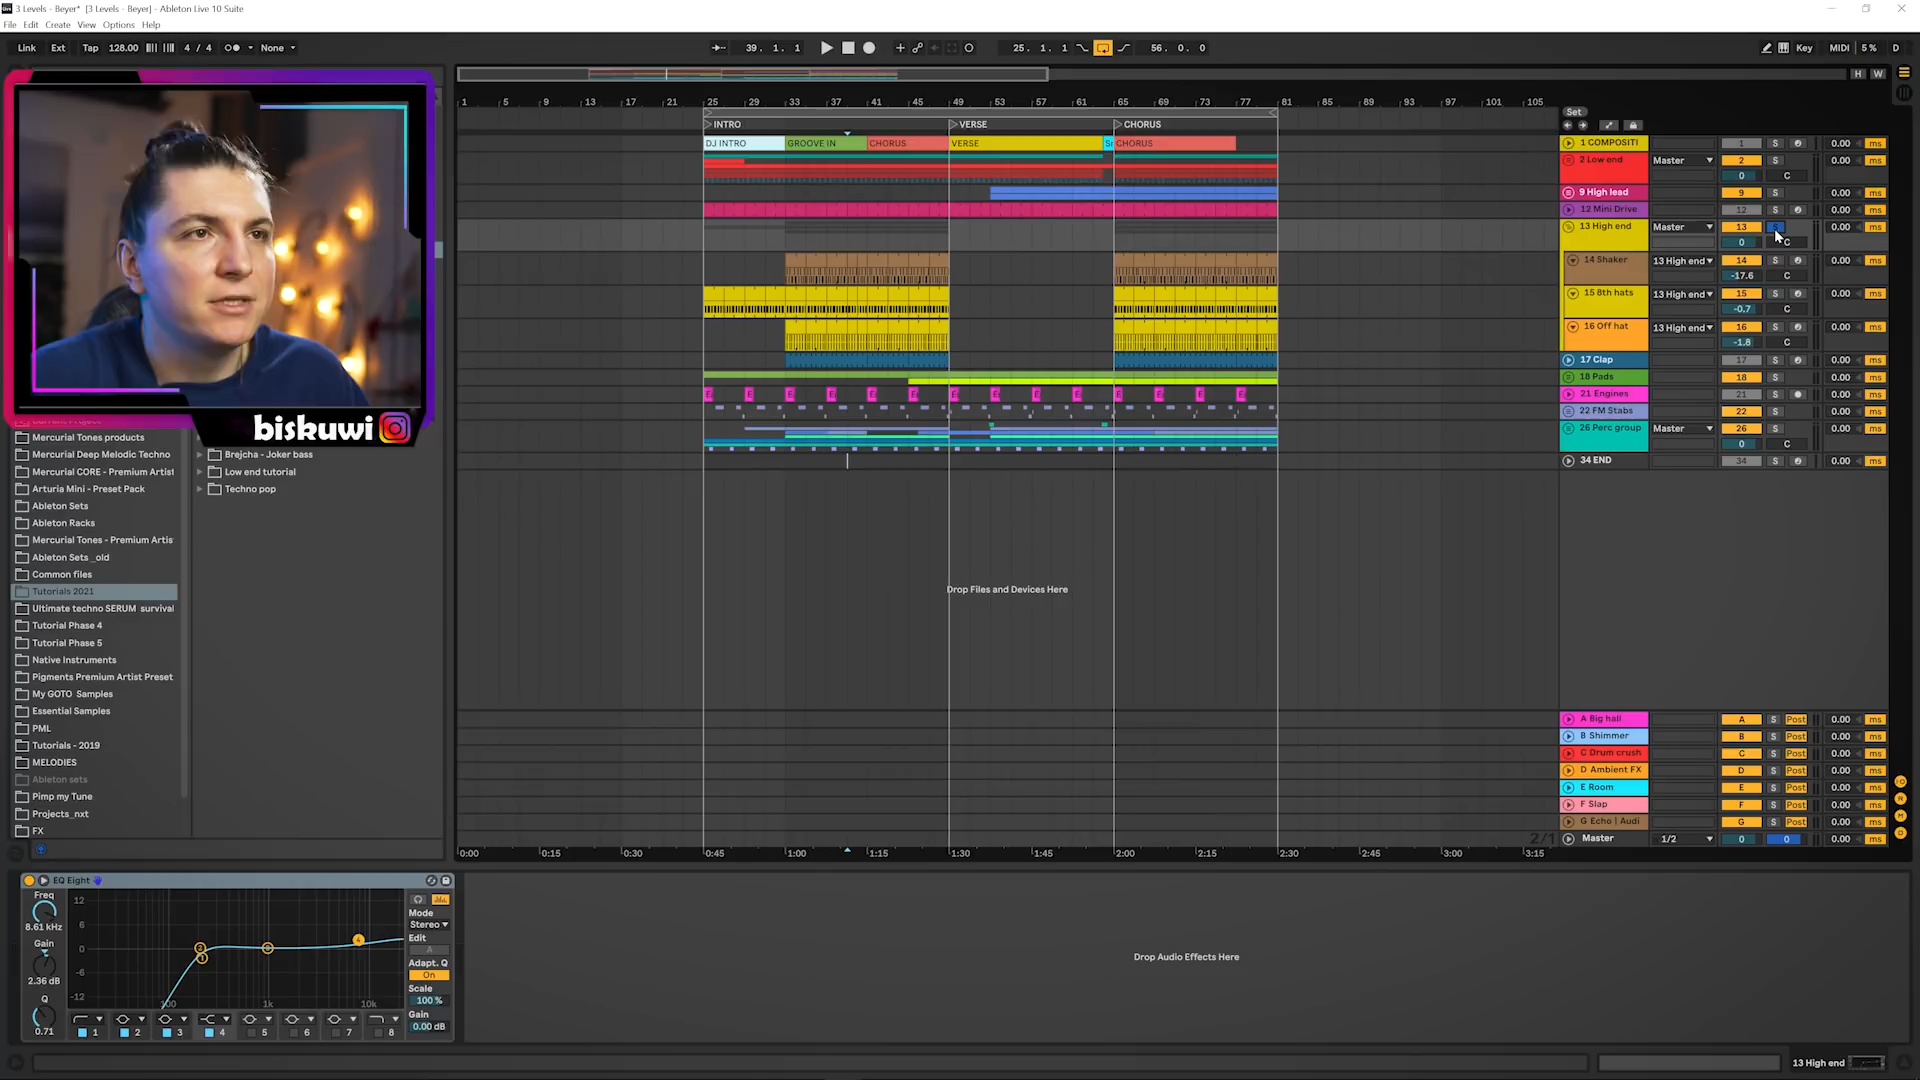 3 Levels - Beyer* [3 Levels - Beyer] - Ableton Live 10 Suite
File Edit Create View Options Help
Link Ext Tap 128.00 4 / 4 None 39. 1. 1 25. 1. 1 56. 0. 0 Key MIDI 5 % D
H W
1 5 9 13 17 21 25 29 33 37 41 45 49 53 57 61 65 69 73 77 81 85 89 93 97 101 105
Set
INTRO VERSE CHORUS
DJ INTRO GROOVE IN CHORUS VERSE CHORUS
1 COMPOSITI 1 S 0.00 ms
2 Low end Master 2 S 0.00 ms
0 C
9 High lead 9 S 0.00 ms
12 Mini Drive 12 S 0.00 ms
13 High end Master 13 S 0.00 ms
0 C
14 Shaker 13 High end 14 S 0.00 ms
-17.6 C
15 8th hats 13 High end 15 S 0.00 ms
-0.7 C
16 Off hat 13 High end 16 S 0.00 ms
-1.8 C
17 Clap 17 S 0.00 ms
18 Pads 18 S 0.00 ms
21 Engines 21 S 0.00 ms
22 FM Stabs 22 S 0.00 ms
26 Perc group Master 26 S 0.00 ms
0 C
34 END 34 S 0.00 ms
biskuwi
Mercurial Tones products
Mercurial Deep Melodic Techno
Mercurial CORE - Premium Artist
Arturia Mini - Preset Pack
Ableton Sets
Ableton Racks
Mercurial Tones - Premium Artis
Ableton Sets _old
Common files
Tutorials 2021
Ultimate techno SERUM survival
Tutorial Phase 4
Tutorial Phase 5
Native Instruments
Pigments Premium Artist Preset
My GOTO Samples
Essential Samples
PML
Tutorials - 2019
MELODIES
Ableton sets
Pimp my Tune
Projects_nxt
FX
Brejcha - Joker bass
Low end tutorial
Techno pop
Drop Files and Devices Here
A Big hall A S Post 0.00 ms
B Shimmer B S Post 0.00 ms
C Drum crush C S Post 0.00 ms
D Ambient FX D S Post 0.00 ms
E Room E S Post 0.00 ms
F Slap F S Post 0.00 ms
G Echo | Audi G S Post 0.00 ms
2/1 Master 1/2 0 0 0.00 ms
0:00 0:15 0:30 0:45 1:00 1:15 1:30 1:45 2:00 2:15 2:30 2:45 3:00 3:15
EQ Eight
Freq
8.61 kHz
Gain
2.36 dB
Q
0.71
12
6
0
-6
-12
100 1k 10k
1 2 3 4 5 6 7 8
Mode
Stereo
Edit
A
Adapt. Q
On
Scale
100 %
Gain
0.00 dB
Drop Audio Effects Here
13 High end